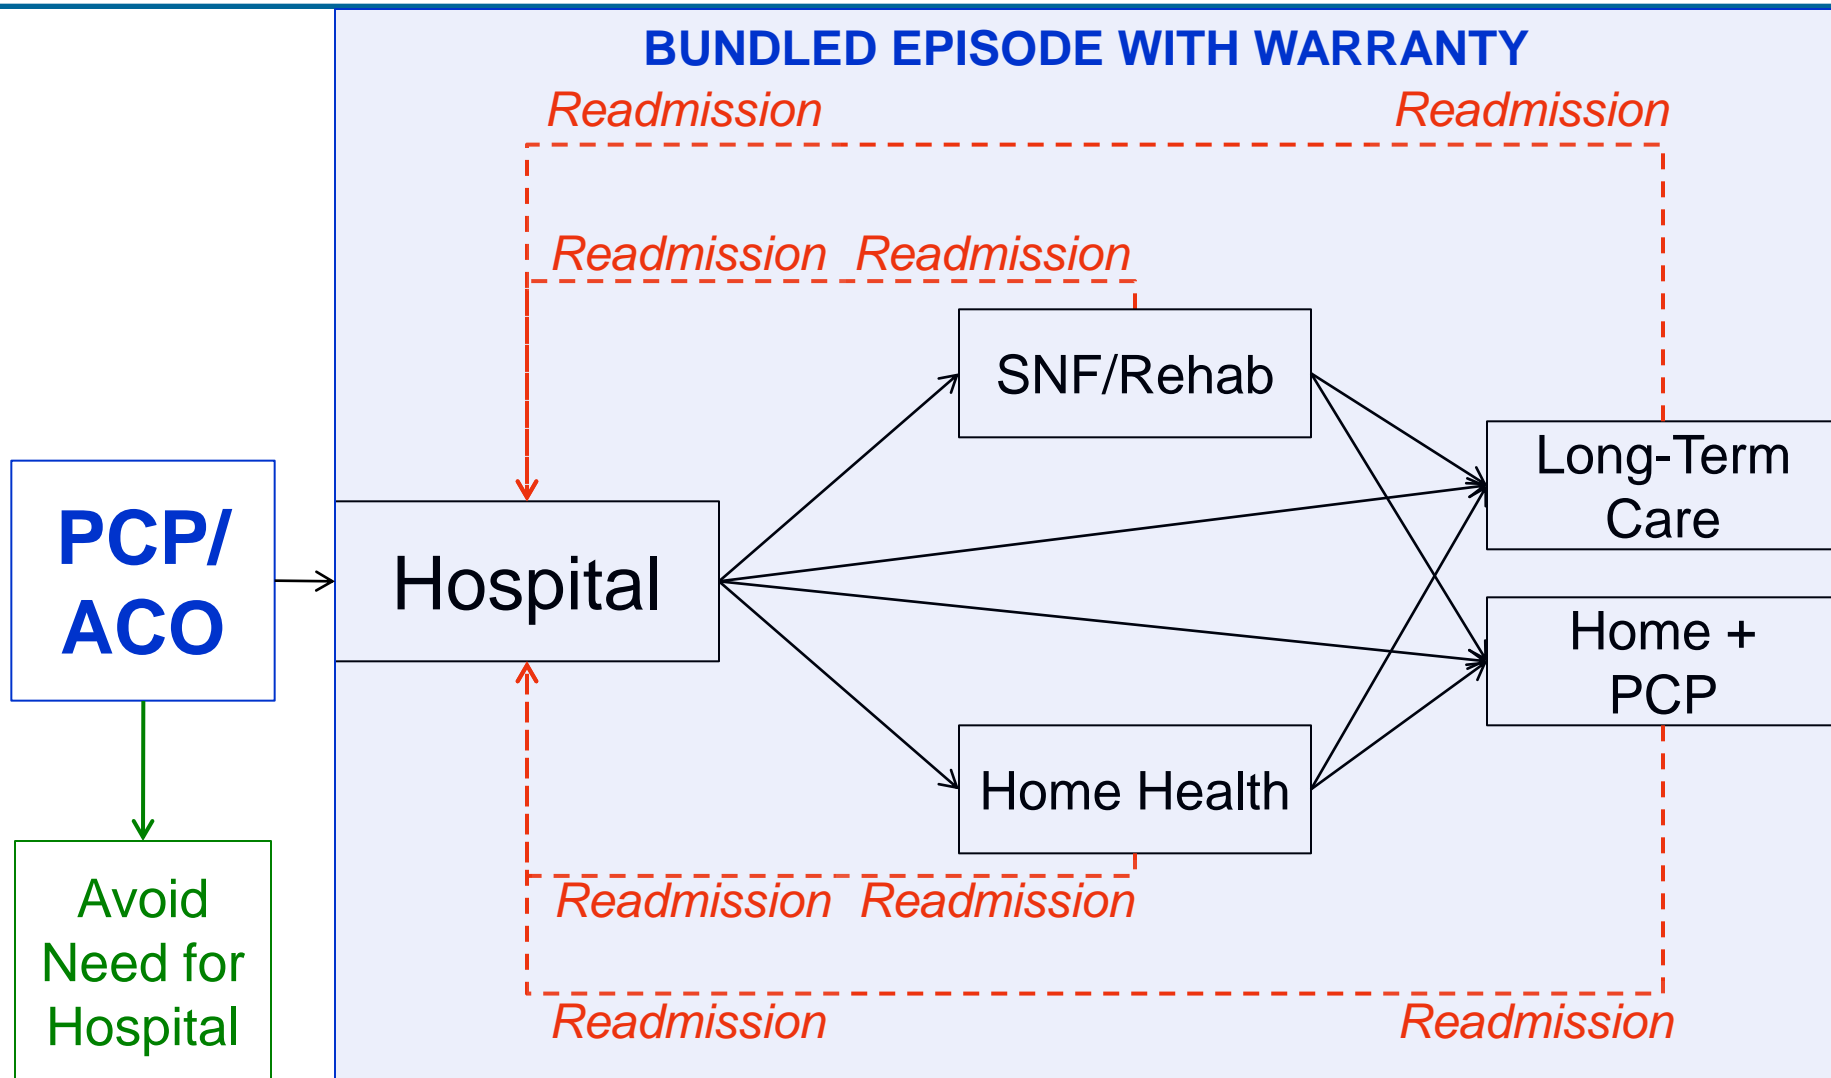 BUNDLED EPISODE WITH WARRANTY
Readmission Readmission
Readmission Readmission
SNF/Rehab
Long-Term
Care
PCP/
ACO
Hospital
Home +
PCP
Home Health
Avoid
Need for
Hospital
Readmission Readmission
Readmission Readmission